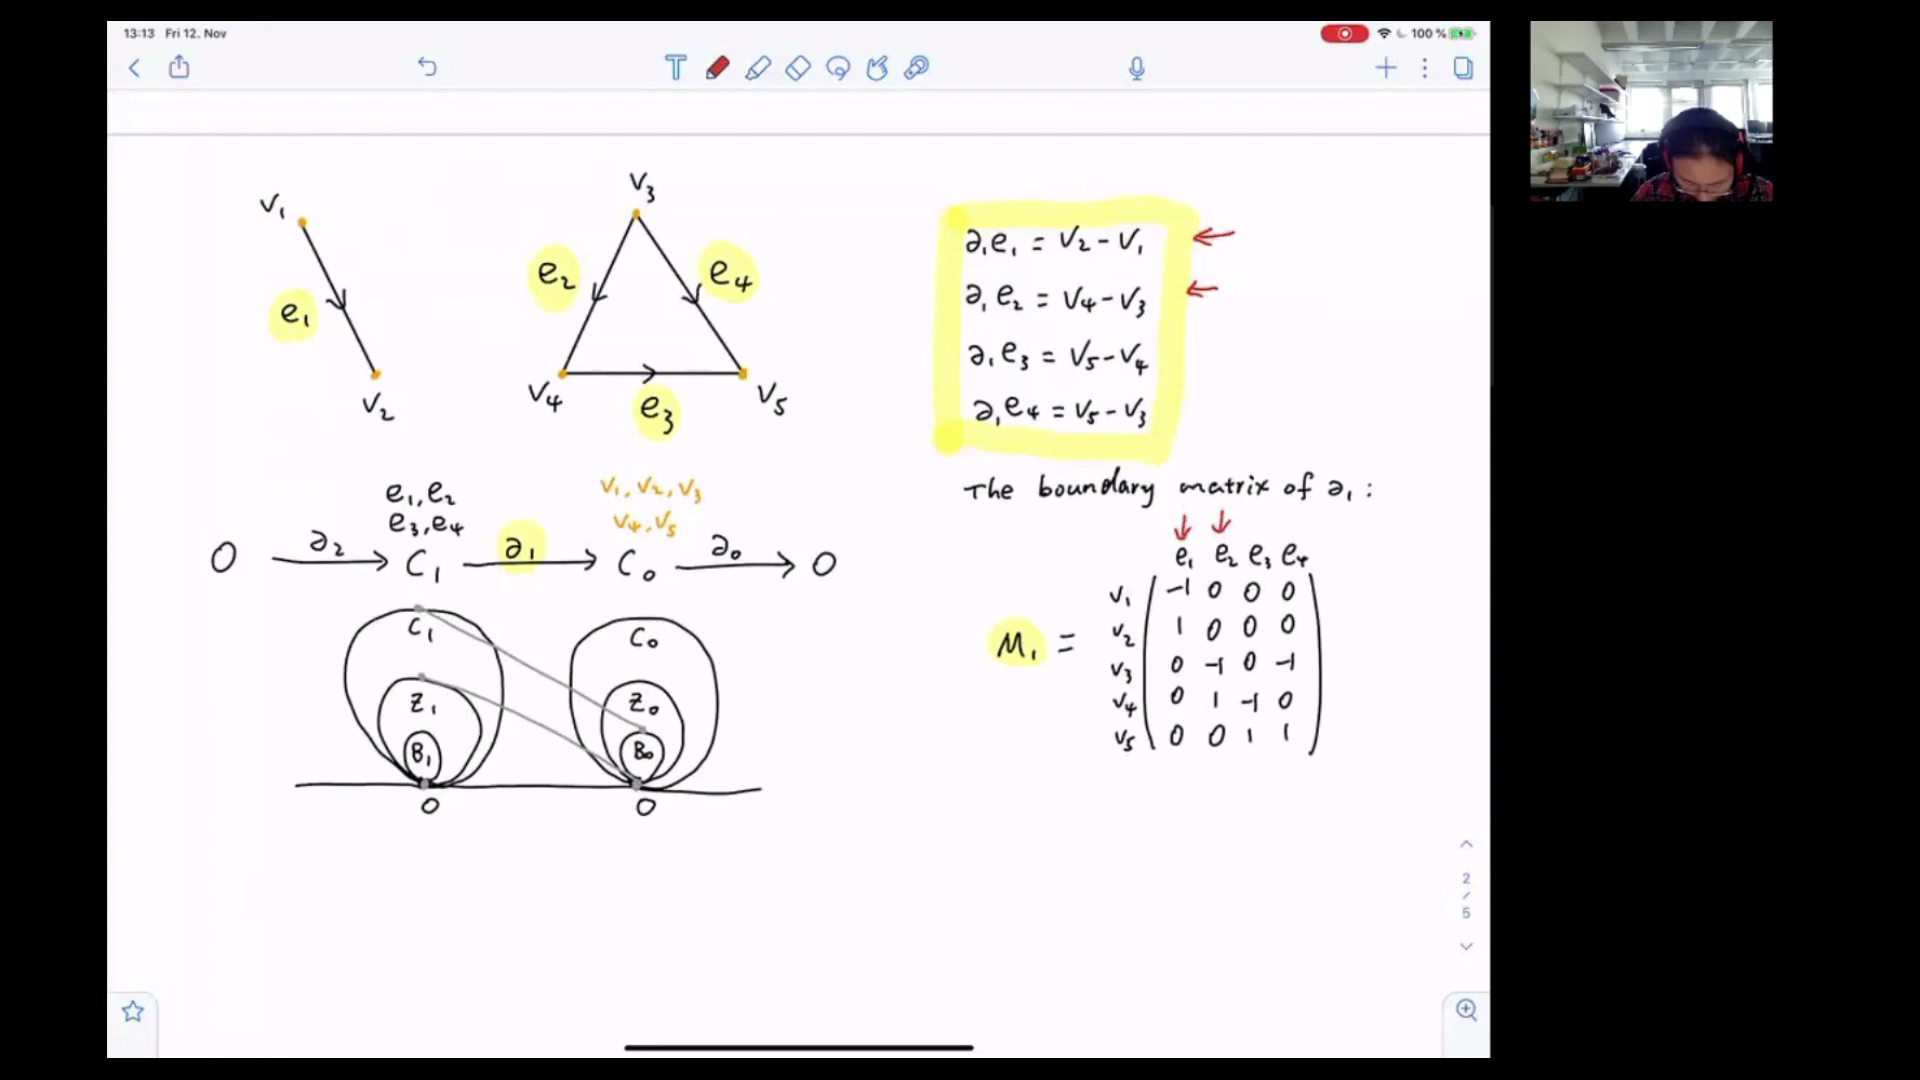 13:13 Fri 12. Nov
100 %
T
v₁
e₁
v₂
v₃
e₂
e₄
v₄
e₃
v₅
∂₁e₁ = v₂ - v₁
∂₁e₂ = v₄ - v₃
∂₁e₃ = v₅ - v₄
∂₁e₄ = v₅ - v₃
e₁, e₂
e₃, e₄
v₁, v₂, v₃
v₄, v₅
0 ∂₂ C₁ ∂₁ C₀ ∂₀ 0
C₁
Z₁
B₁
0
C₀
Z₀
B₀
0
The boundary matrix of ∂₁ :
e₁ e₂ e₃ e₄
v₁ -1 0 0 0
v₂ 1 0 0 0
M₁ =
v₃ 0 -1 0 -1
v₄ 0 1 -1 0
v₅ 0 0 1 1
2
/
5